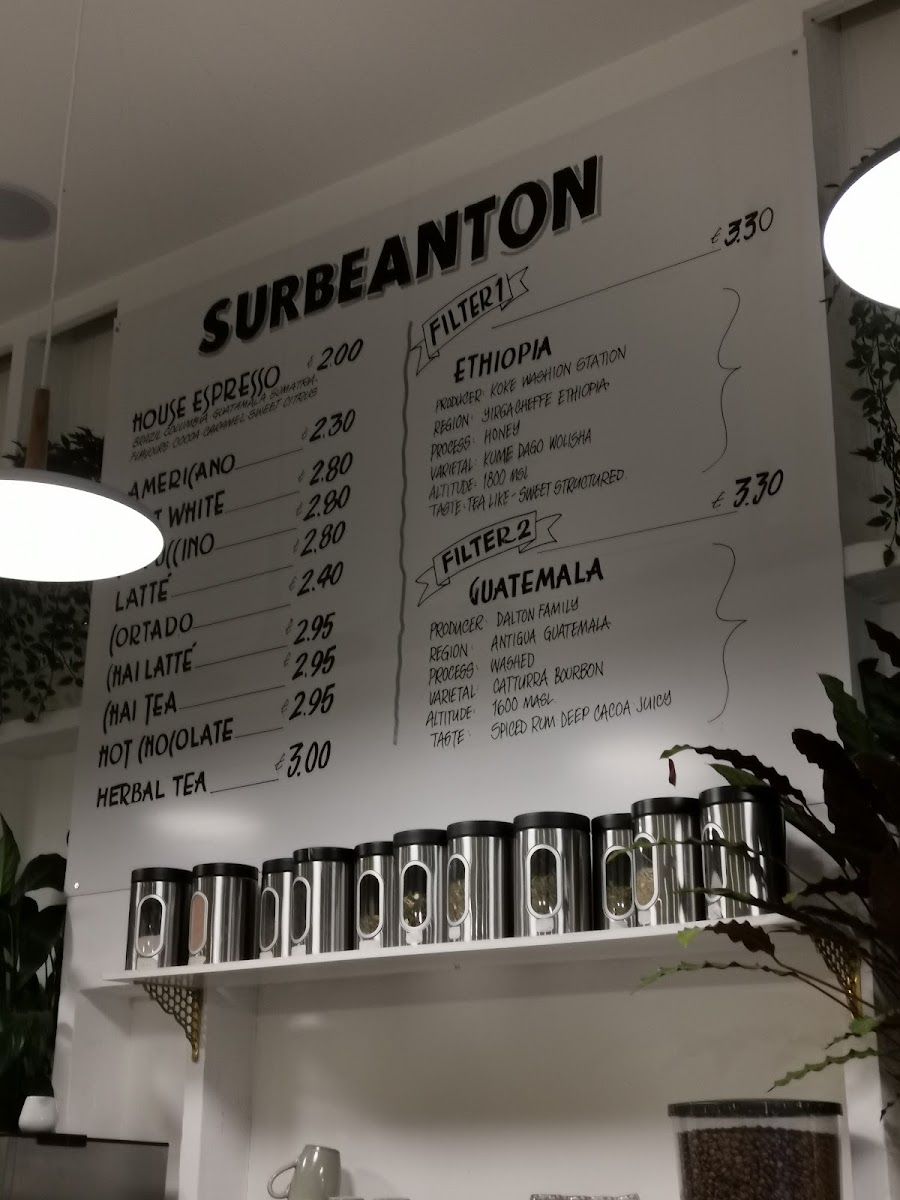 SURBEANTON
HOUSE ESPRESSO € 2.00
BRAZIL COLUMBIA GUATAMALA SUMATRA.
FLAVOURS: COCOA CARAMEL SWEET CITRUS
AMERICANO € 2.30
WHITE € 2.80
€ 2.80
LATTÉ € 2.80
CORTADO € 2.40
CHAI LATTÉ € 2.95
CHAI TEA € 2.95
HOT CHOCOLATE € 2.95
HERBAL TEA € 3.00
FILTER 1 € 3.30
ETHIOPIA
PRODUCER: KOKE WASHION STATION
REGION: YIRGACHEFFE ETHIOPIA
PROCESS: HONEY
VARIETAL: KUME DAGO WOLISHA
ALTITUDE: 1800 MSL
TASTE: TEA LIKE - SWEET STRUCTURED.
FILTER 2 € 3.30
GUATEMALA
PRODUCER: DALTON FAMILY
REGION: ANTIGUA GUATEMALA
PROCESS: WASHED
VARIETAL: CATTURRA BOURBON
ALTITUDE: 1600 MASL
TASTE: SPICED RUM DEEP CACOA JUICY